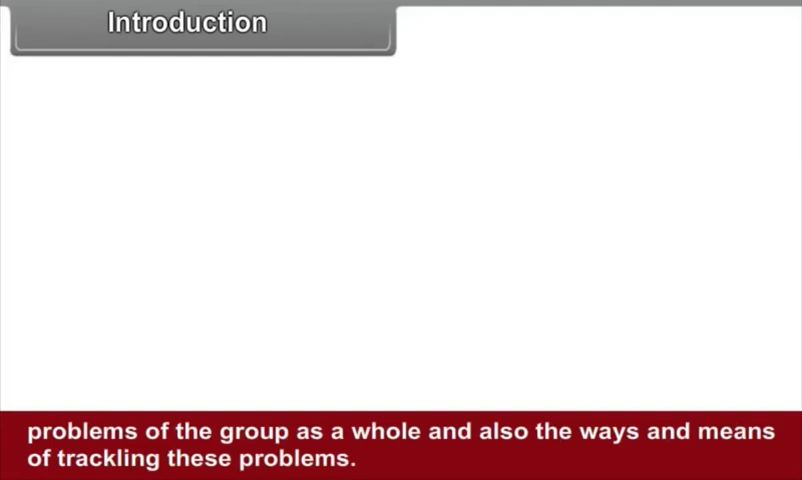 Introduction
problems of the group as a whole and also the ways and means
of trackling these problems.